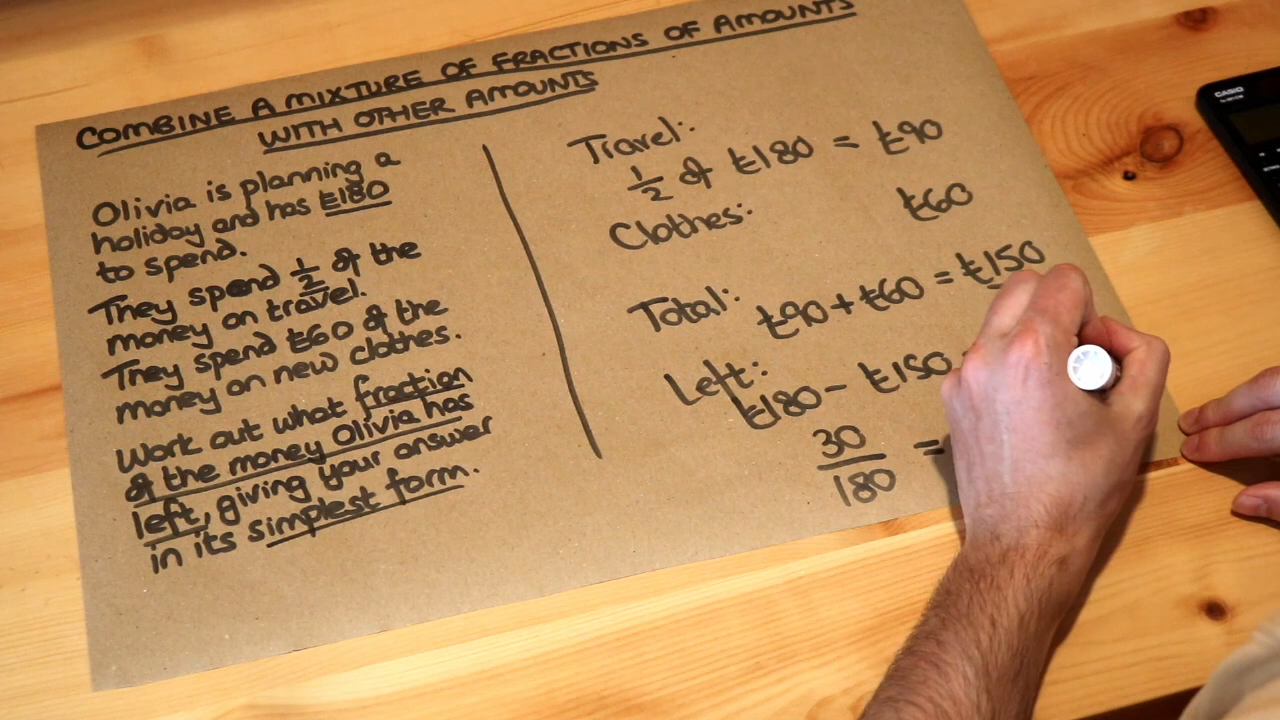 COMBINE A MIXTURE OF FRACTIONS OF AMOUNTS
WITH OTHER AMOUNTS
Olivia is planning a
holiday and has £180
to spend.
They spend 1/2 of the
money on travel.
They spend £60 of the
money on new clothes.
Work out what fraction
of the money Olivia has
left, giving your answer
in its simplest form.
Travel:
1/2 of £180 = £90
Clothes: £60
Total: £90 + £60 = £150
Left:
£180 - £150
30/180 =
CASIO